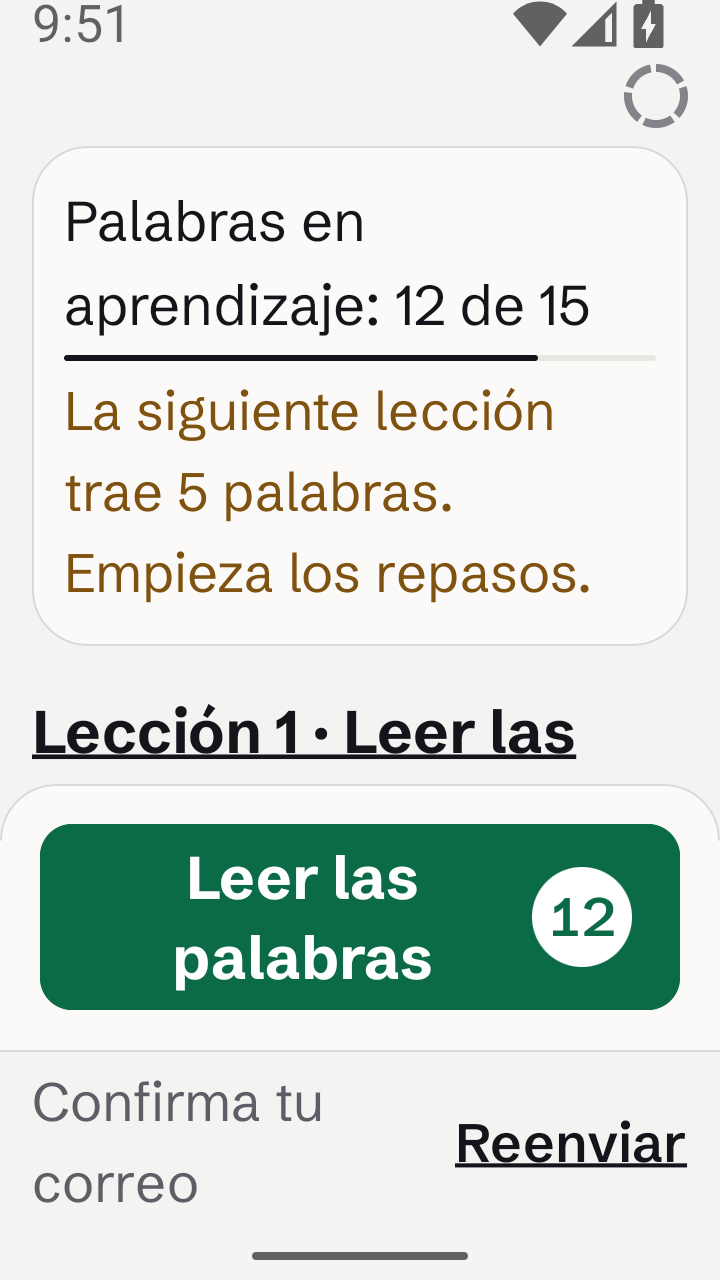 9:51
Palabras en
aprendizaje: 12 de 15
La siguiente lección
trae 5 palabras.
Empieza los repasos.
Lección 1 · Leer las
Leer las
palabras
12
Confirma tu
correo
Reenviar